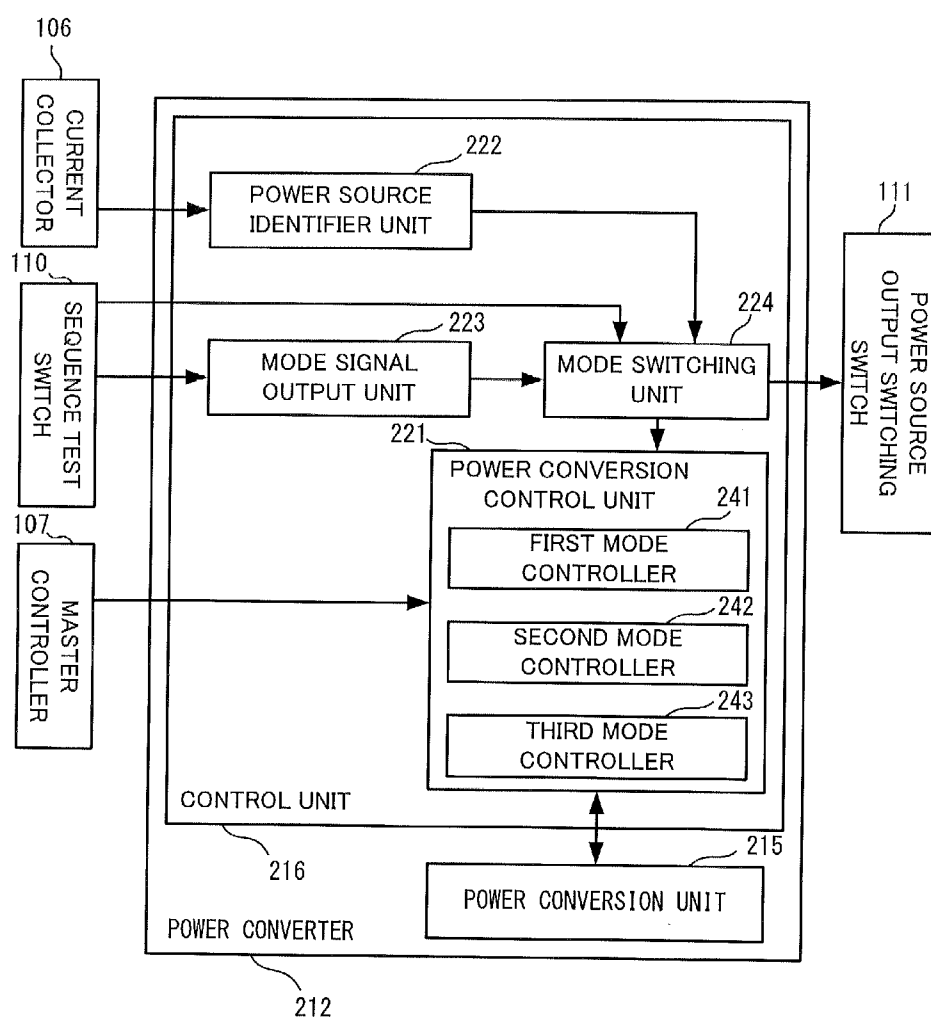 106
CURRENT
COLLECTOR
222
POWER SOURCE
IDENTIFIER UNIT
111
POWER SOURCE
OUTPUT SWITCHING
SWITCH
110
SEQUENCE TEST
SWITCH
223
MODE SIGNAL
OUTPUT UNIT
224
MODE SWITCHING
UNIT
221
POWER CONVERSION
CONTROL UNIT
241
FIRST MODE
CONTROLLER
107
MASTER
CONTROLLER
242
SECOND MODE
CONTROLLER
243
THIRD MODE
CONTROLLER
CONTROL UNIT
216
215
POWER CONVERSION UNIT
POWER CONVERTER
212